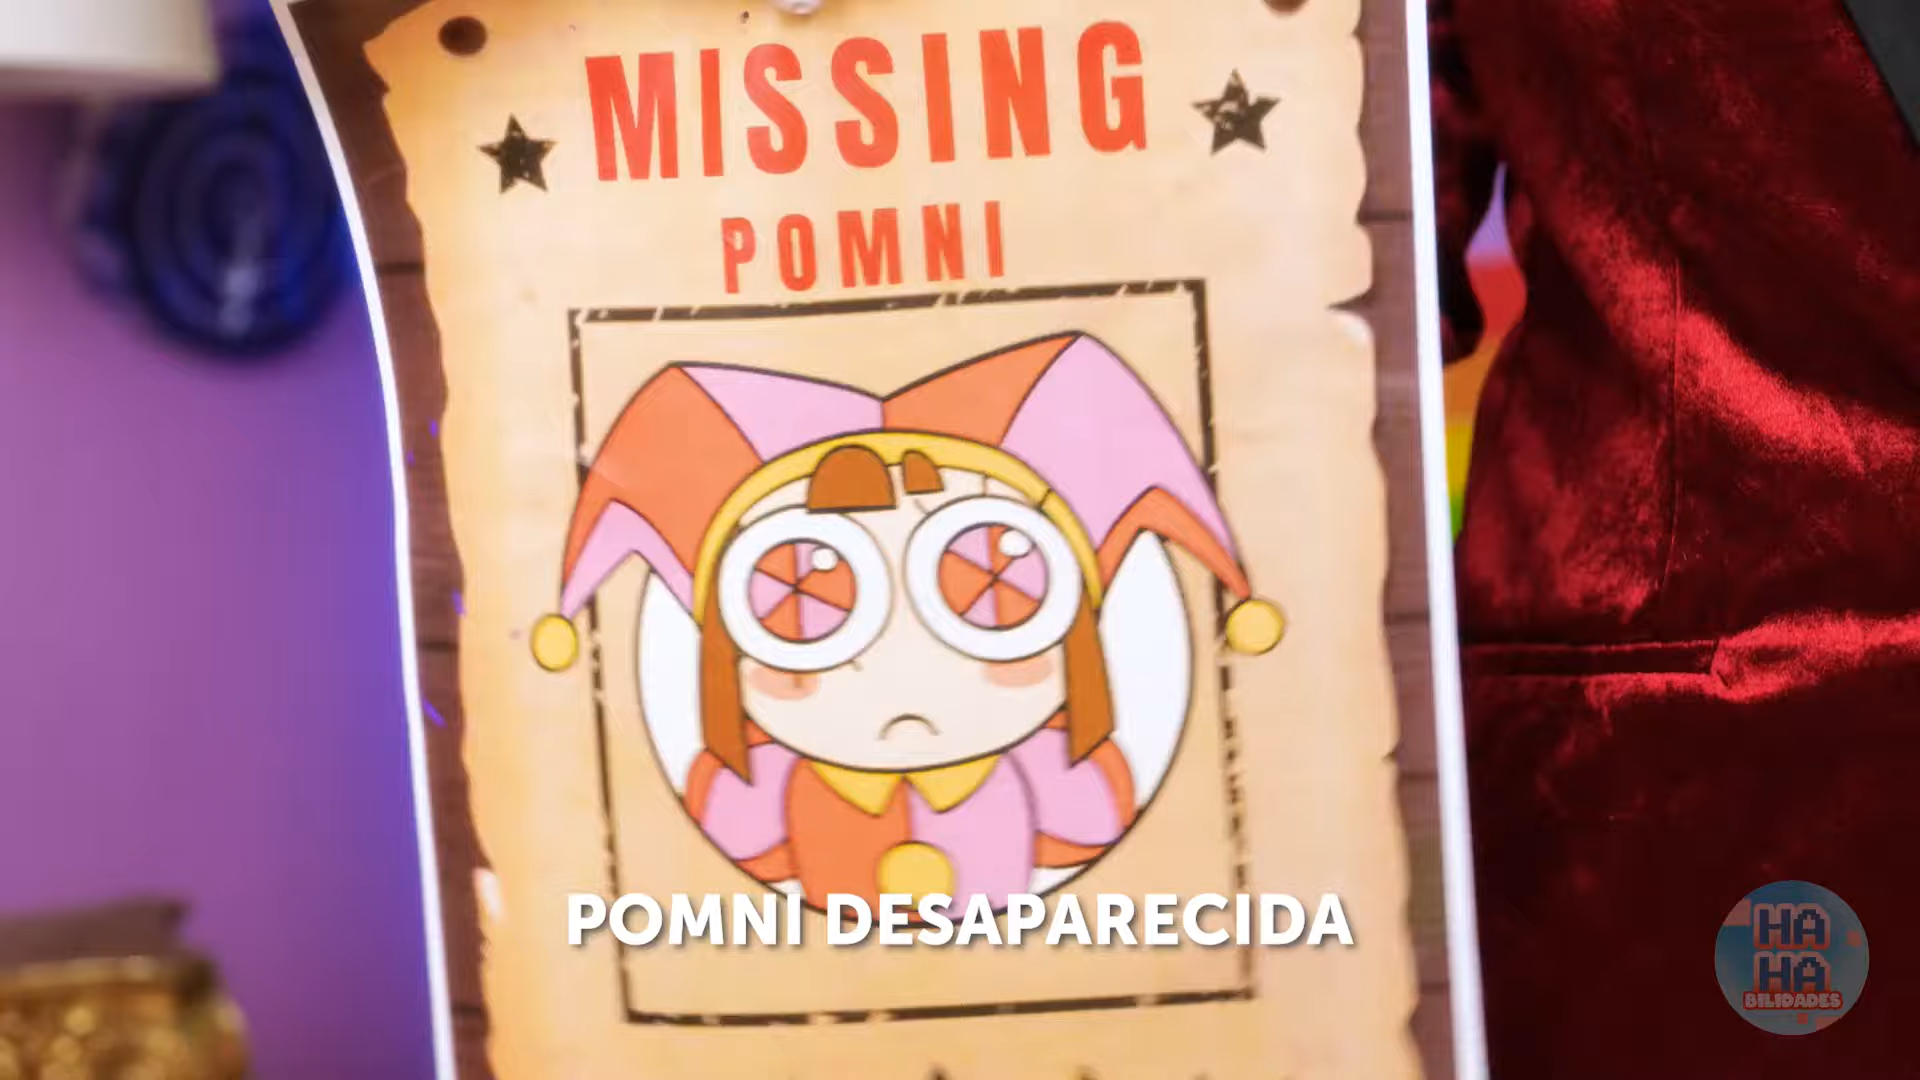 MISSING
POMNI
POMNI DESAPARECIDA
HA
HA
BILIDADES